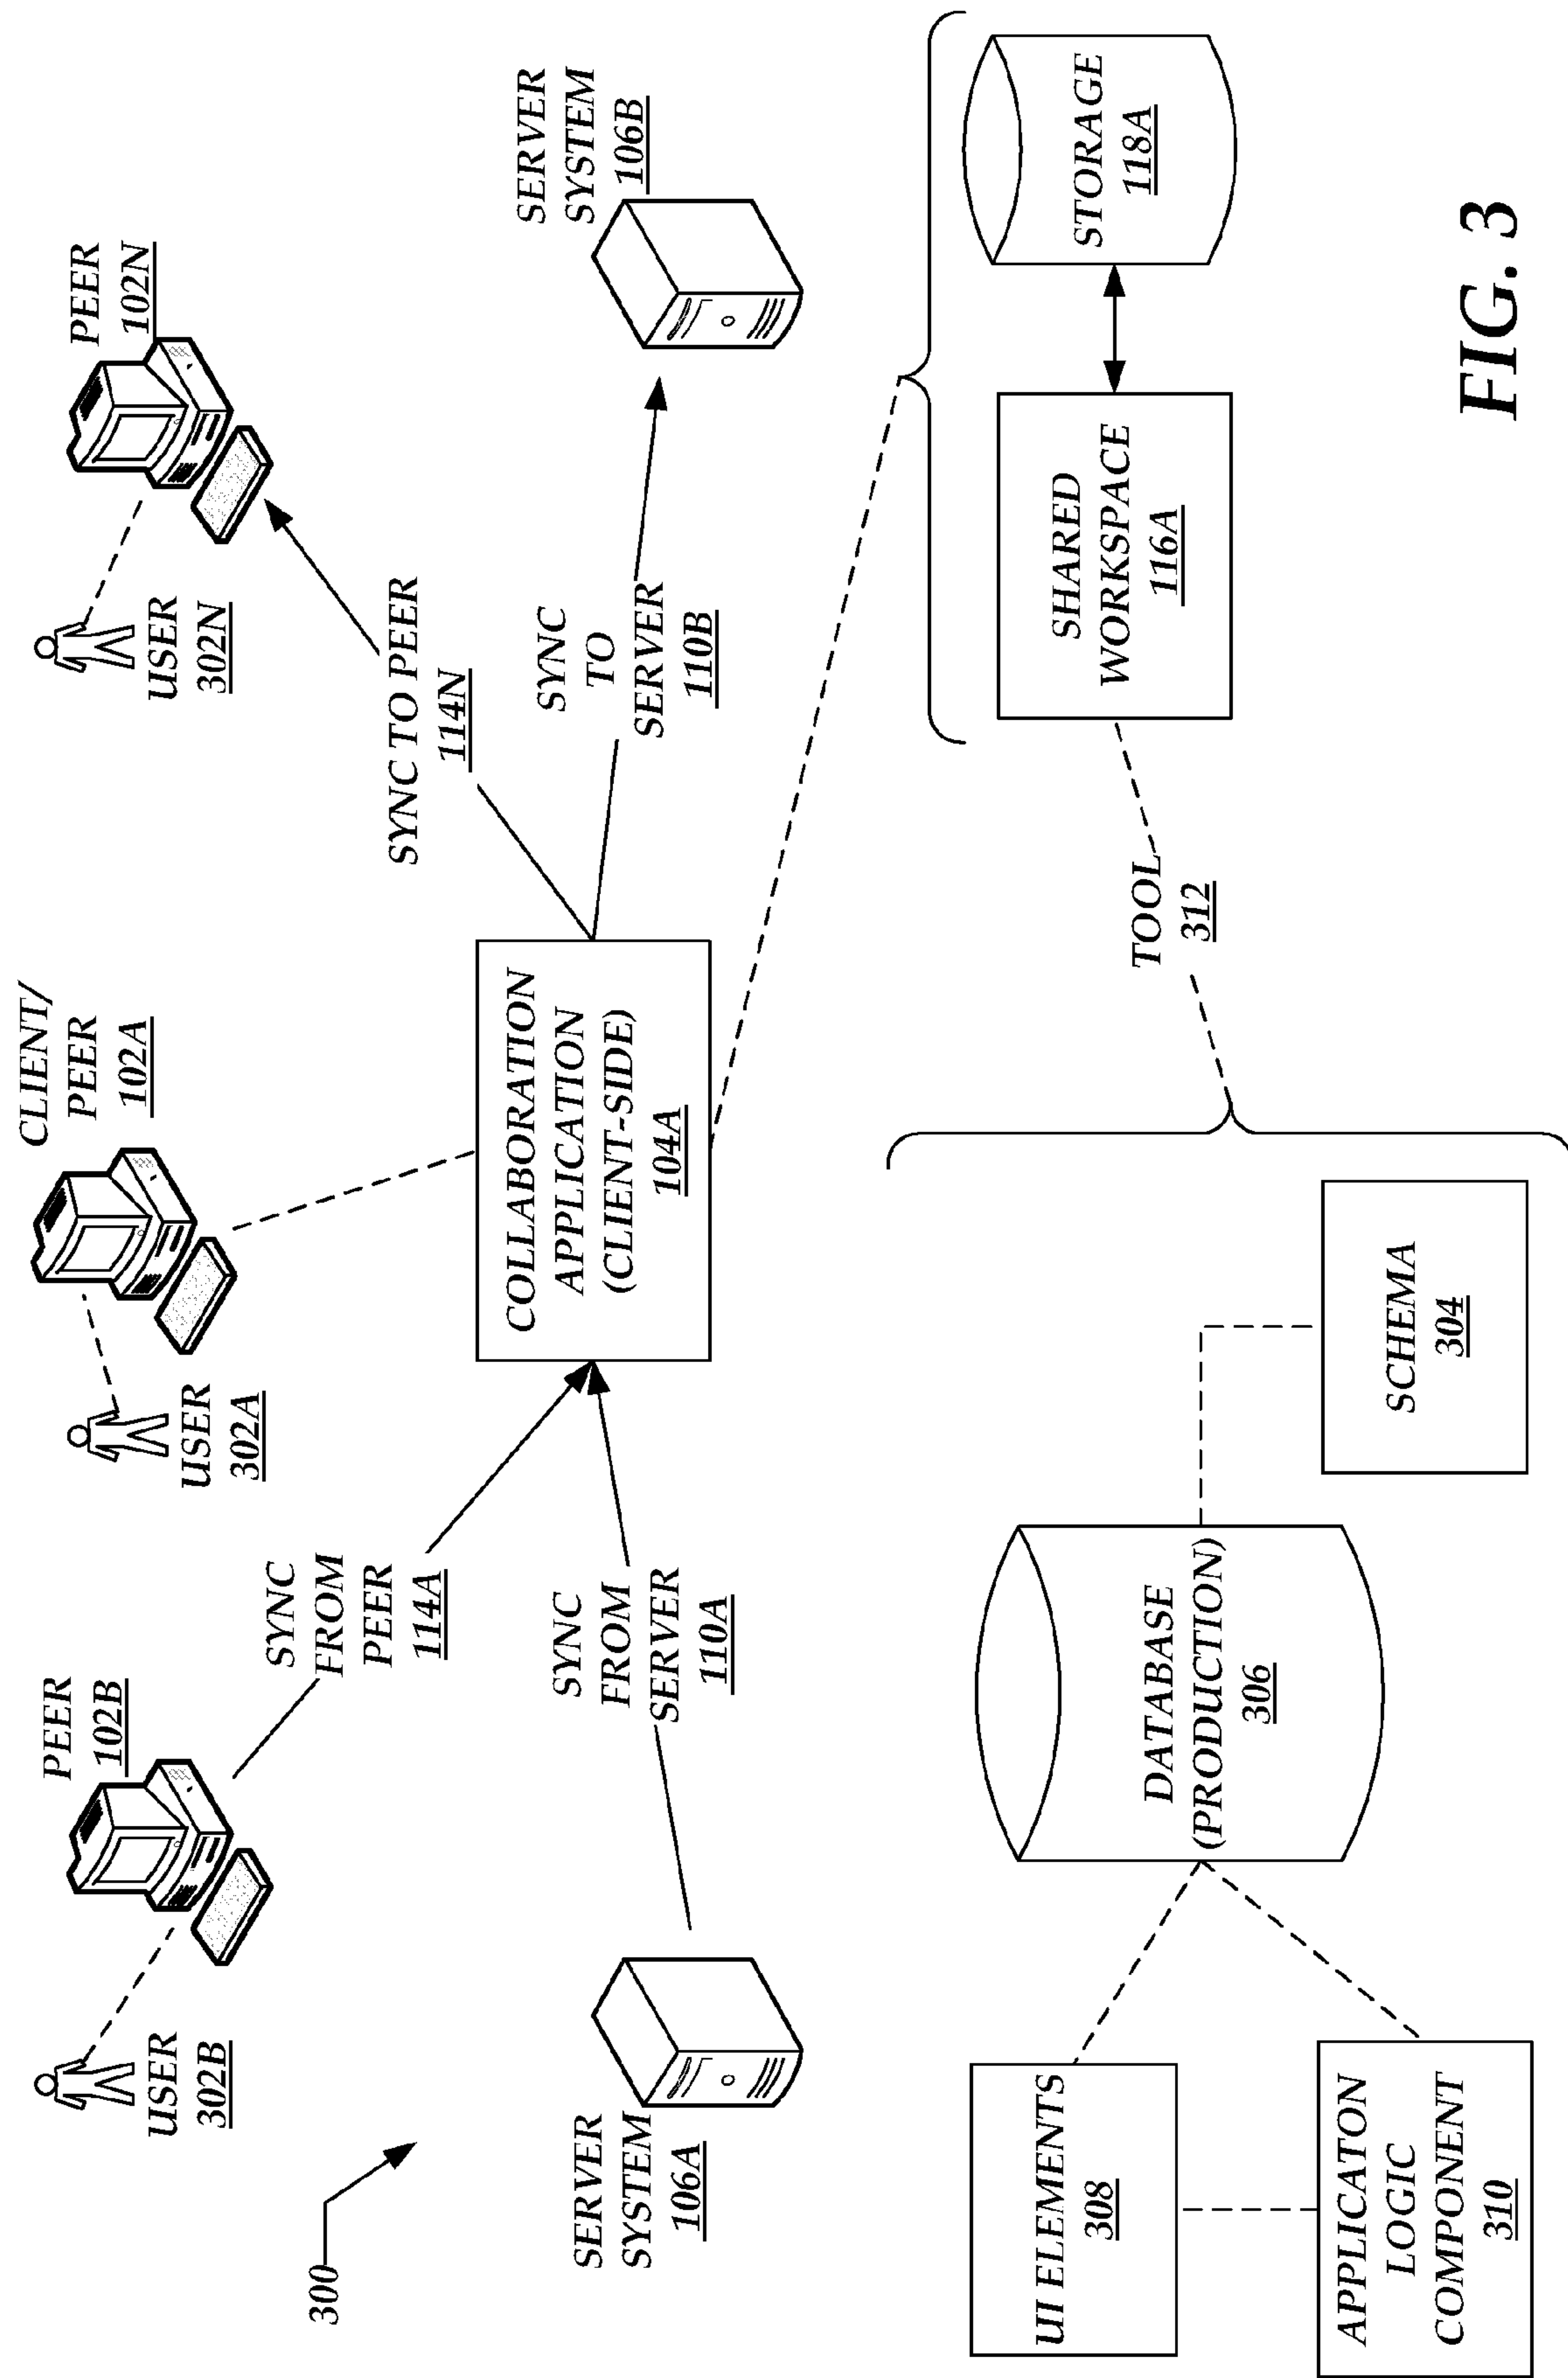 PEER
102B
USER
302B
CLIENT/
PEER
102A
USER
302A
PEER
102N
USER
302N
300
SYNC
FROM
PEER
114A
SYNC TO PEER
114N
SERVER
SYSTEM
106A
SYNC
FROM
SERVER
110A
COLLABORATION
APPLICATION
(CLIENT-SIDE)
104A
SYNC
TO
SERVER
110B
SERVER
SYSTEM
106B
UI ELEMENTS
308
APPLICATON
LOGIC
COMPONENT
310
DATABASE
(PRODUCTION)
306
SCHEMA
304
TOOL
312
SHARED
WORKSPACE
116A
STORAGE
118A
FIG. 3